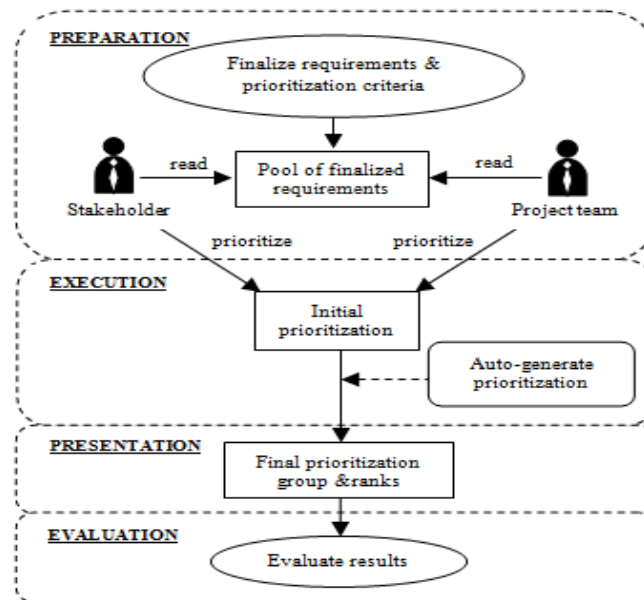 PREPARATION
Finalize requirements &
prioritization criteria
read
Pool of finalized
requirements
read
Stakeholder
Project team
prioritize
prioritize
EXECUTION
Initial
prioritization
Auto-generate
prioritization
PRESENTATION
Final prioritization
group &ranks
EVALUATION
Evaluate results